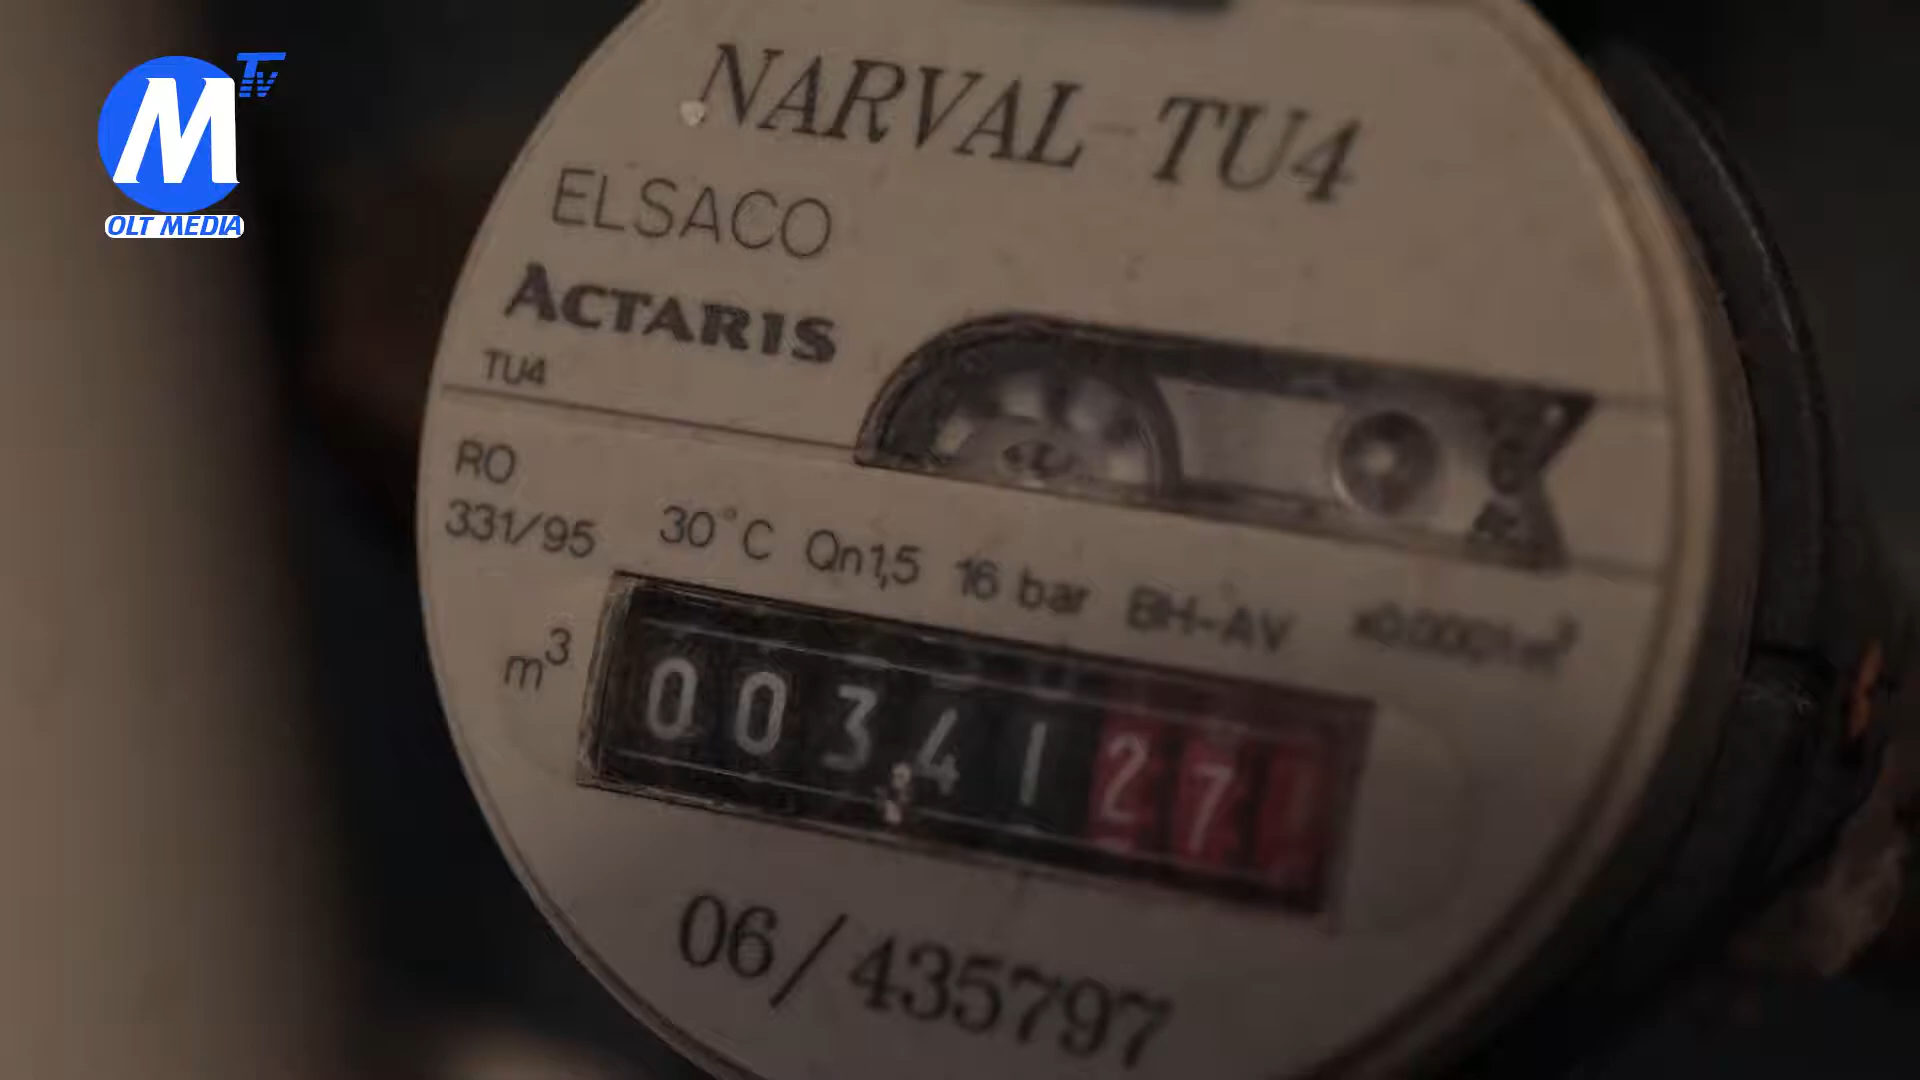 M TV
OLT MEDIA
NARVAL-TU4
ELSACO
ACTARIS
TU4
RO
331/95
30°C Qn1,5 16 bar BH-AV
m³
0034127
06/435797